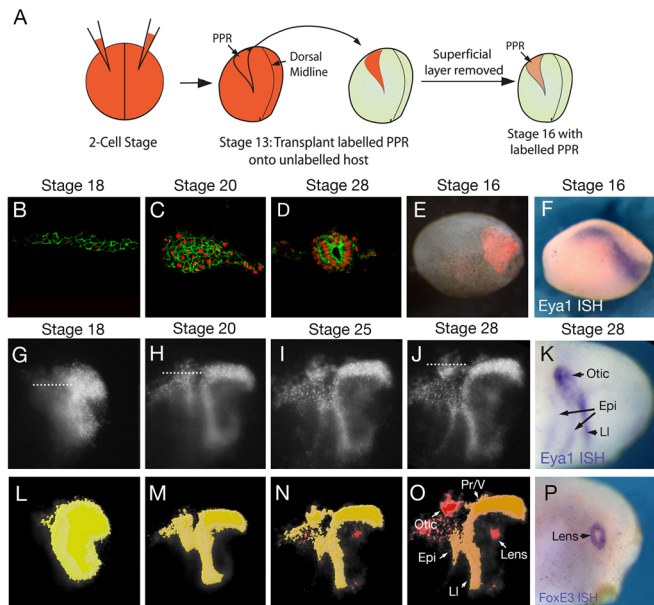 A
PPR
Dorsal
Midline
Superficial
layer removed
PPR
2-Cell Stage
Stage 13: Transplant labelled PPR
onto unlabelled host
Stage 16 with
labelled PPR
Stage 18
Stage 20
Stage 28
Stage 16
Stage 16
B
C
D
E
F
Eya1 ISH
Stage 18
Stage 20
Stage 25
Stage 28
Stage 28
G
H
I
J
K
Otic
Epi
Ll
Eya1 ISH
L
M
N
O
Pr/V
Otic
Epi
Lens
Ll
P
Lens
FoxE3 ISH